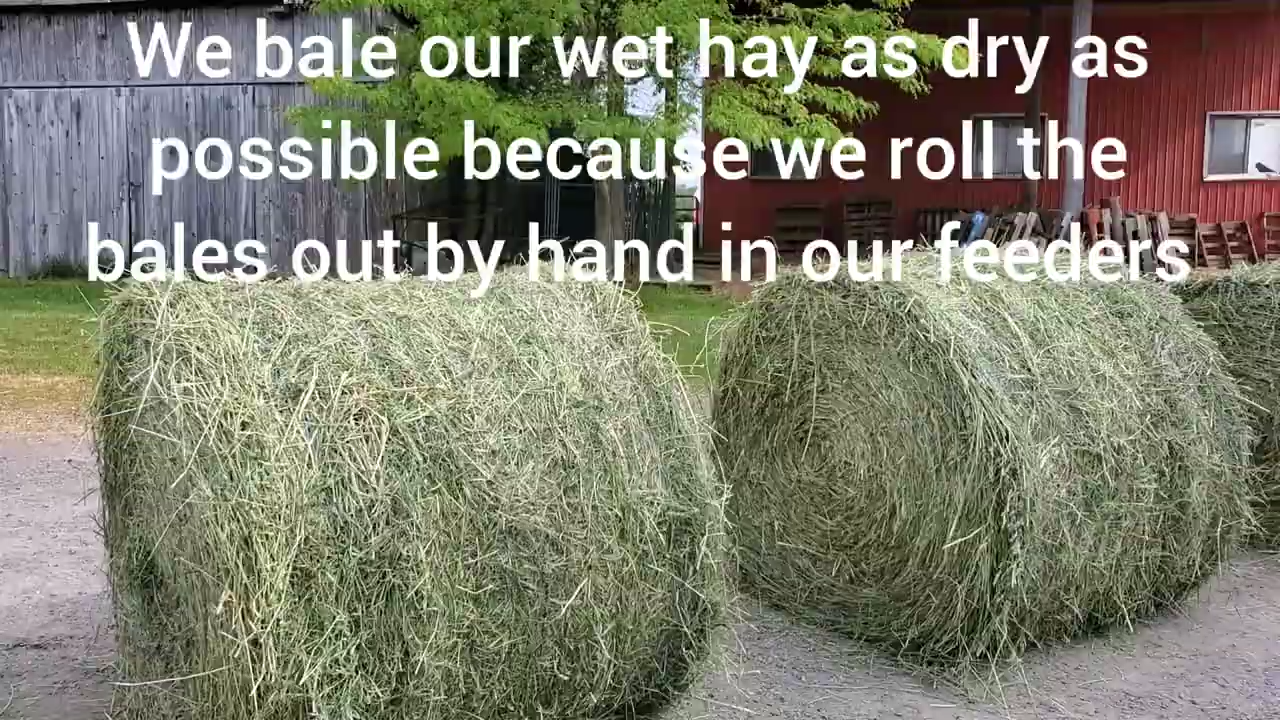 We bale our wet hay as dry as
possible because we roll the
bales out by hand in our feeders